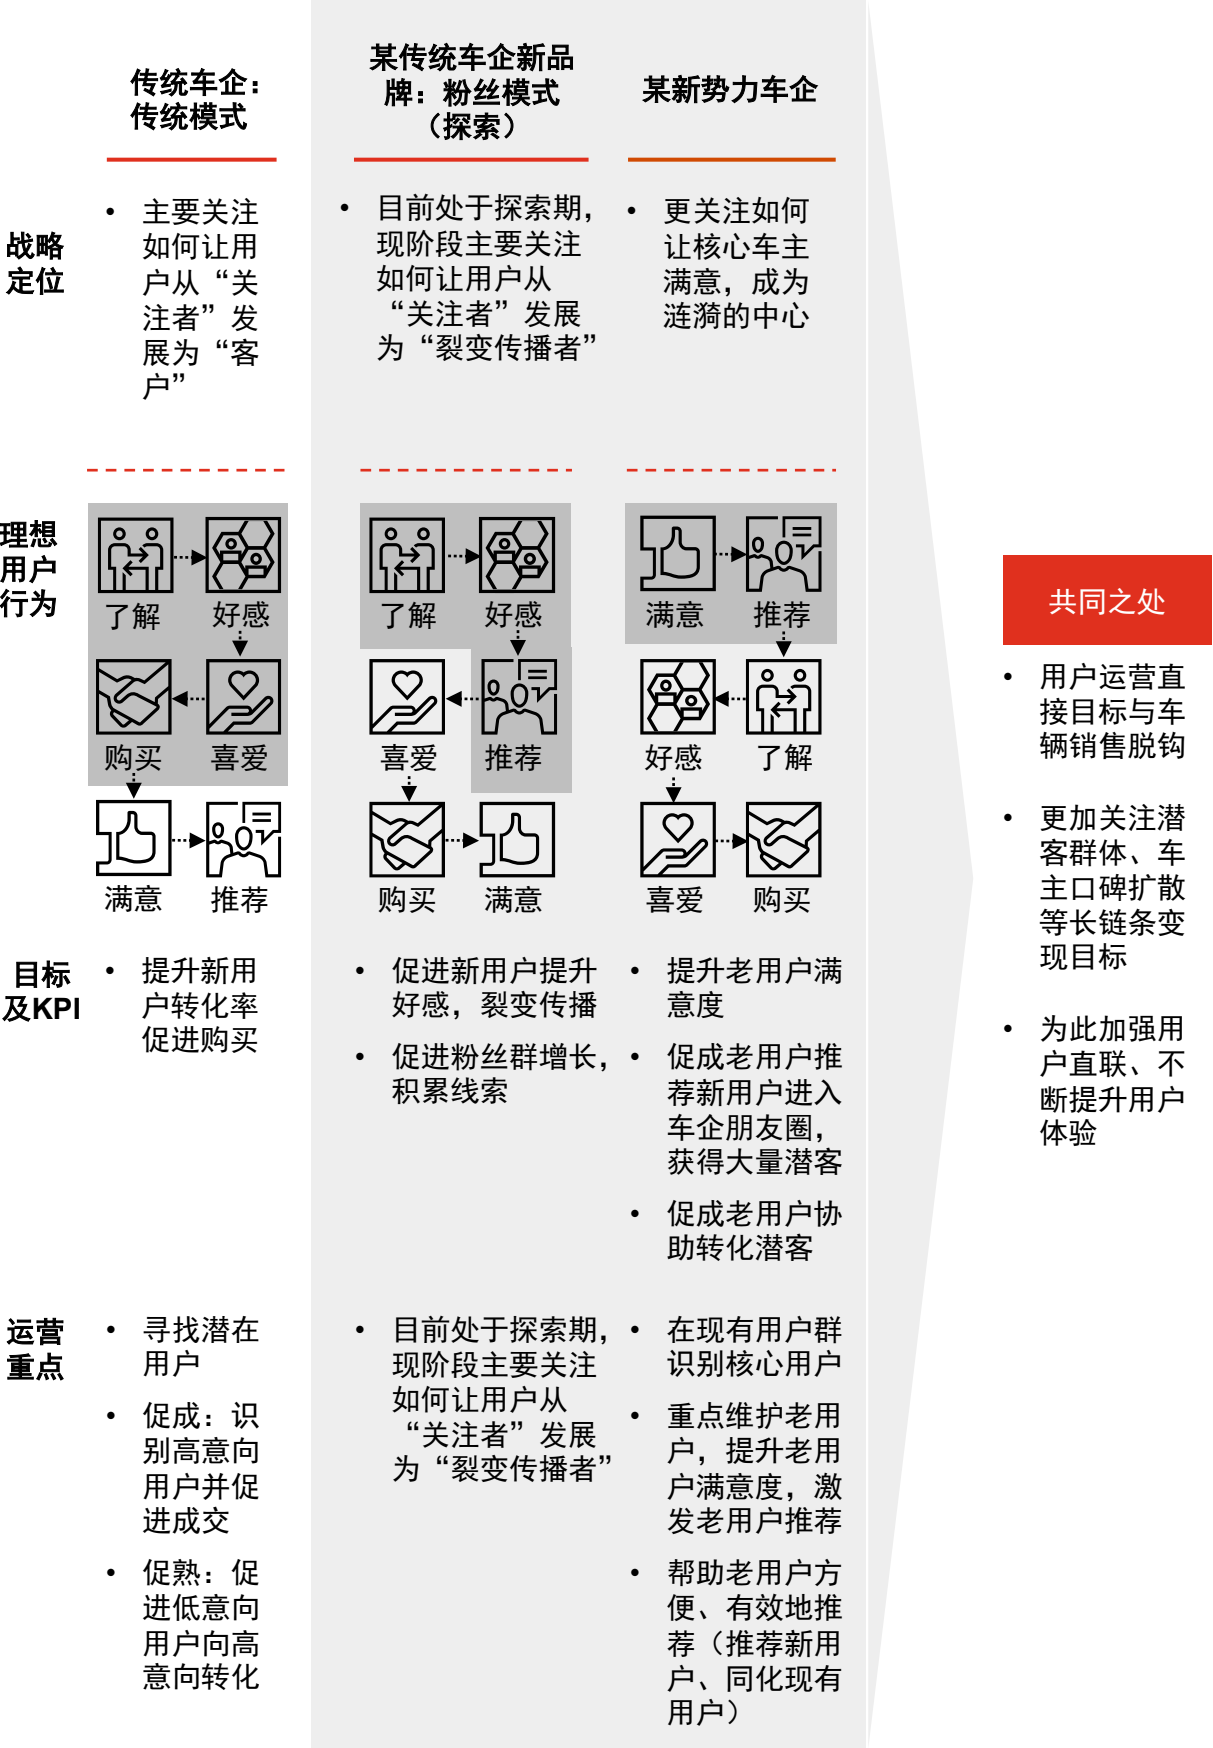 传统车企：
传统模式
某传统车企新品
牌：粉丝模式
（探索）
某新势力车企
战略
定位
• 主要关注
如何让用
户从“关
注者”发
展为“客
户”
• 目前处于探索期，
现阶段主要关注
如何让用户从
“关注者”发展
为“裂变传播者”
• 更关注如何
让核心车主
满意，成为
涟漪的中心
理想
用户
行为
了解
好感
购买
喜爱
满意
推荐
了解
好感
喜爱
推荐
购买
满意
满意
推荐
好感
了解
喜爱
购买
目标
及KPI
• 提升新用
户转化率
促进购买
• 促进新用户提升
好感，裂变传播
• 促进粉丝群增长，
积累线索
• 提升老用户满
意度
• 促成老用户推
荐新用户进入
车企朋友圈，
获得大量潜客
• 促成老用户协
助转化潜客
运营
重点
• 寻找潜在
用户
• 促成：识
别高意向
用户并促
进成交
• 促熟：促
进低意向
用户向高
意向转化
• 目前处于探索期，
现阶段主要关注
如何让用户从
“关注者”发展
为“裂变传播者”
• 在现有用户群
识别核心用户
• 重点维护老用
户，提升老用
户满意度，激
发老用户推荐
• 帮助老用户方
便、有效地推
荐（推荐新用
户、同化现有
用户）
共同之处
• 用户运营直
接目标与车
辆销售脱钩
• 更加关注潜
客群体、车
主口碑扩散
等长链条变
现目标
• 为此加强用
户直联、不
断提升用户
体验